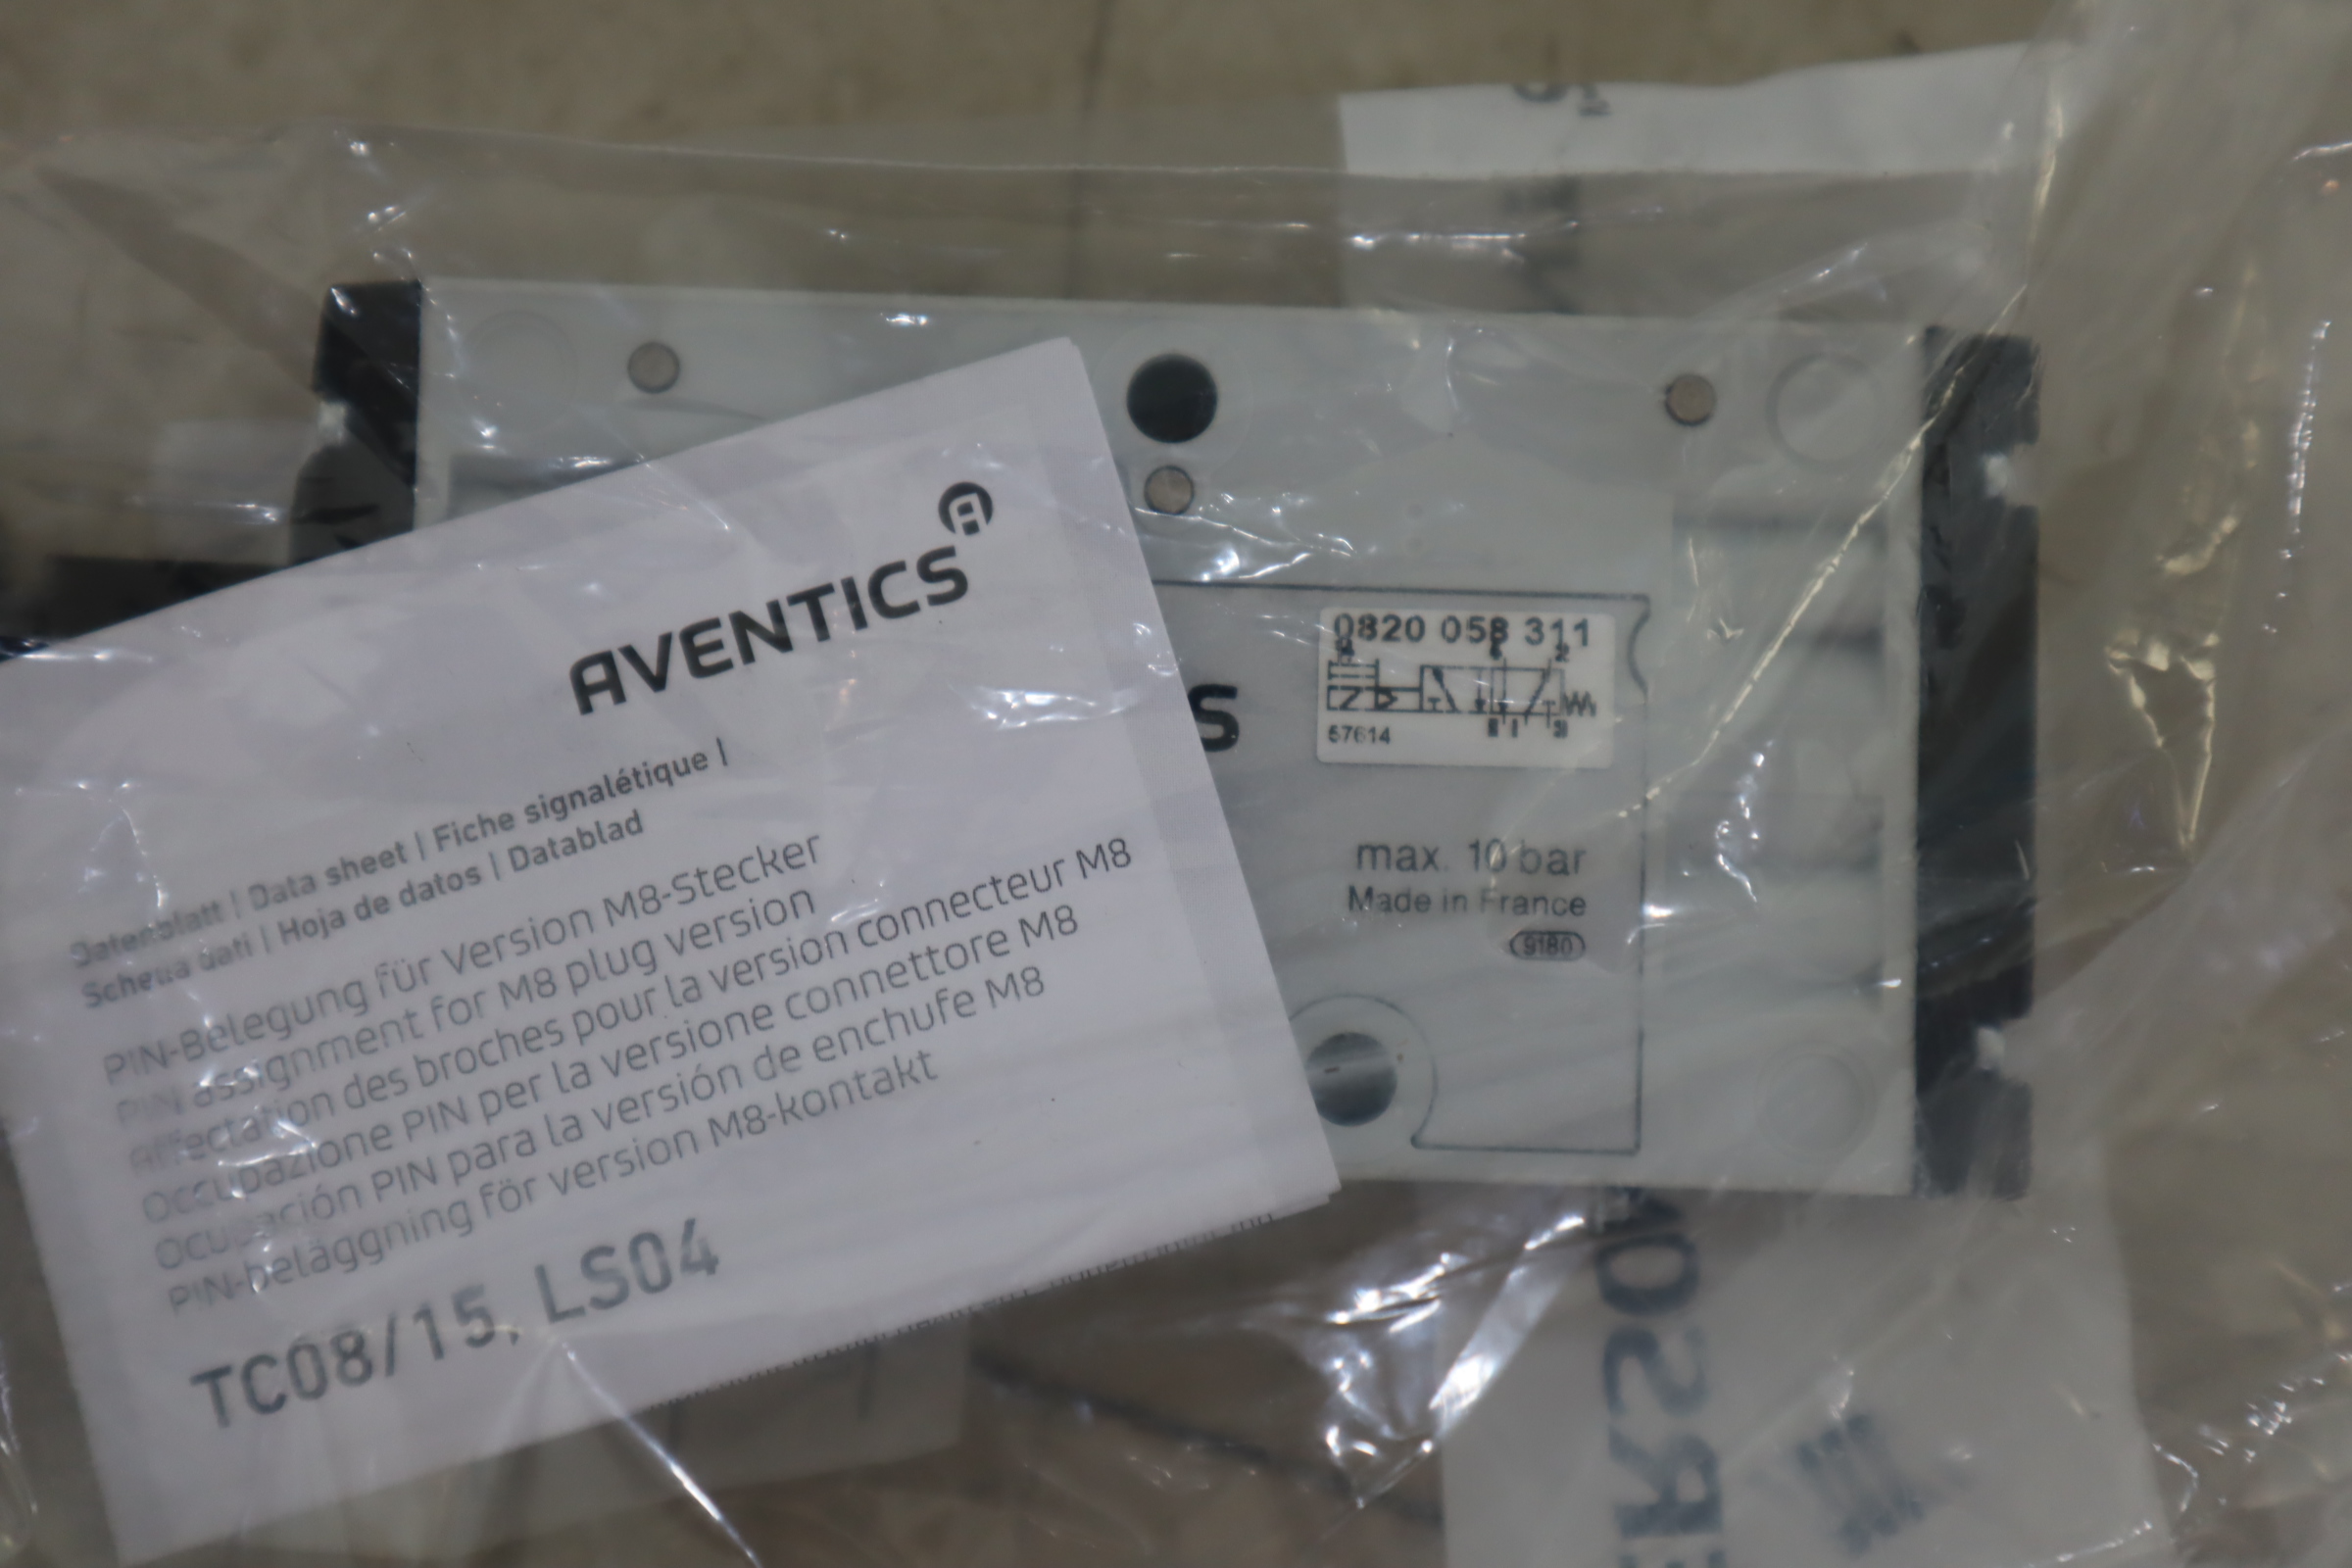 AVENTICS
Datenblatt | Data sheet | Fiche signalétique |
Scheda dati | Hoja de datos | Datablad
PIN-Belegung für Version M8-Stecker
PIN assignment for M8 plug version
Affectation des broches pour la version connecteur M8
Occupazione PIN per la versione connettore M8
Ocupación PIN para la versión de enchufe M8
PIN-beläggning för version M8-kontakt
TC08/15, LS04
S
0820 058 311
57614
max. 10 bar
Made in France
9180